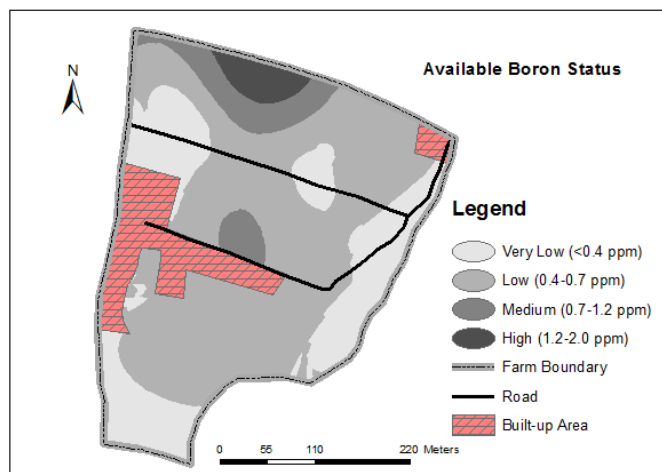 Available Boron Status
N
Legend
Very Low (<0.4 ppm)
Low (0.4-0.7 ppm)
Medium (0.7-1.2 ppm)
High (1.2-2.0 ppm)
Farm Boundary
Road
Built-up Area
0 55 110 220 Meters